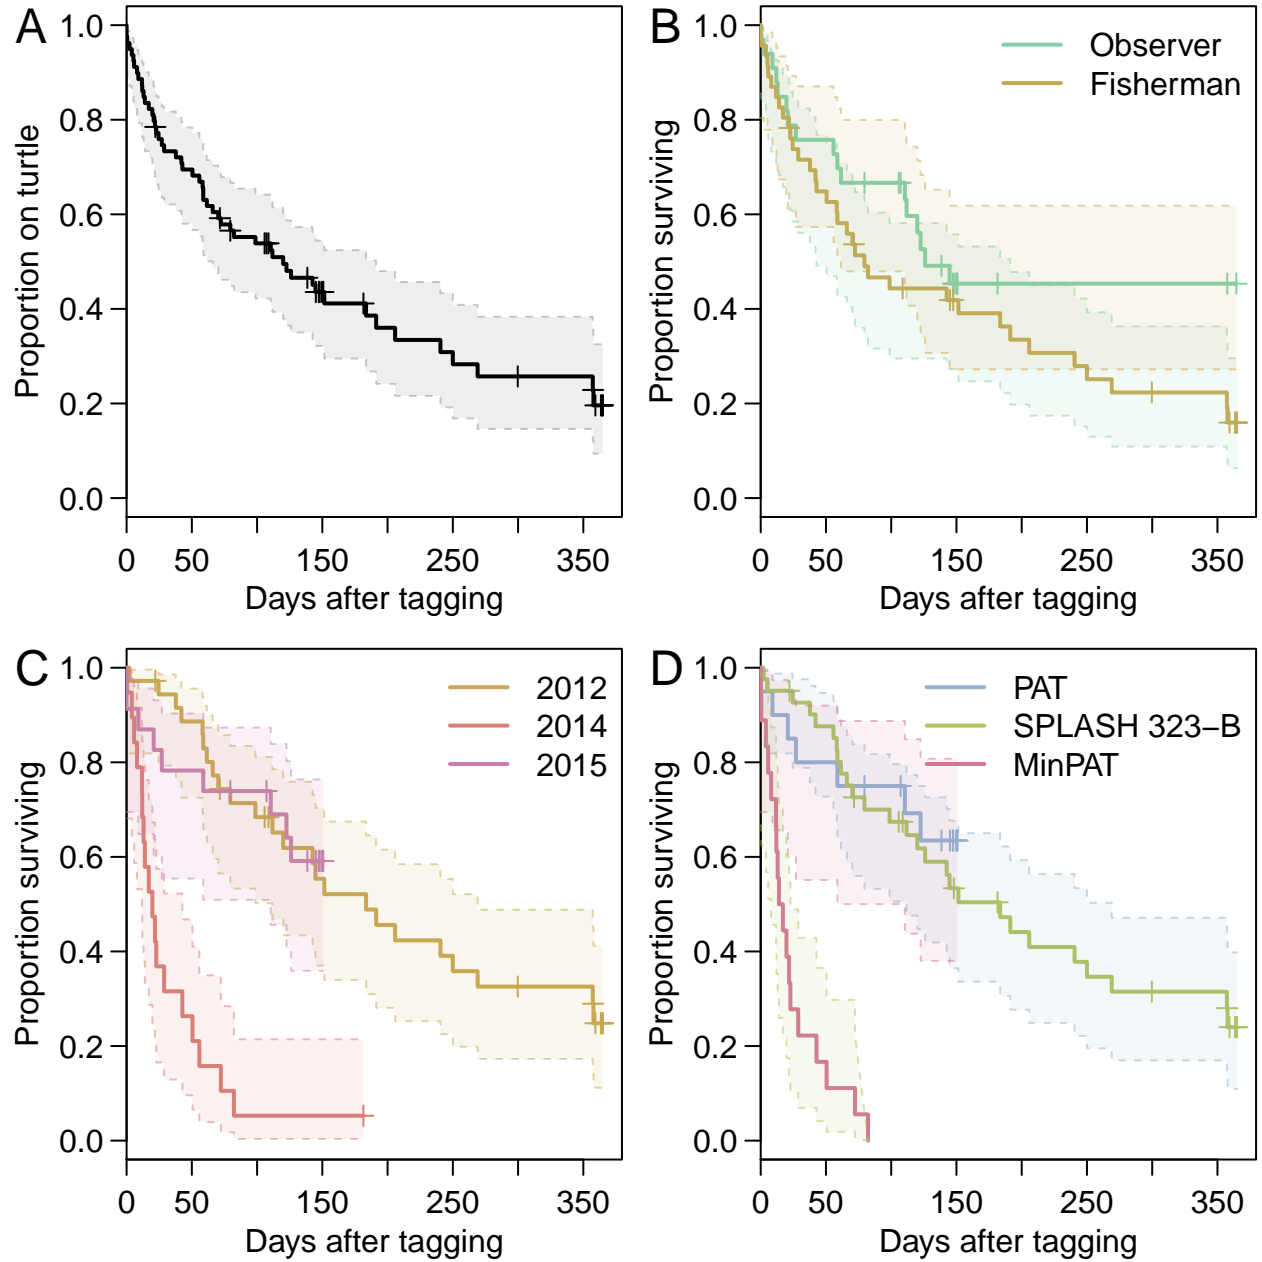 A
Proportion on turtle
1.0
0.8
0.6
0.4
0.2
0.0
0 50 150 250 350
Days after tagging
B
Observer
Fisherman
Proportion surviving
1.0
0.8
0.6
0.4
0.2
0.0
0 50 150 250 350
Days after tagging
C
2012
2014
2015
Proportion surviving
1.0
0.8
0.6
0.4
0.2
0.0
0 50 150 250 350
Days after tagging
D
PAT
SPLASH 323–B
MinPAT
Proportion surviving
1.0
0.8
0.6
0.4
0.2
0.0
0 50 150 250 350
Days after tagging